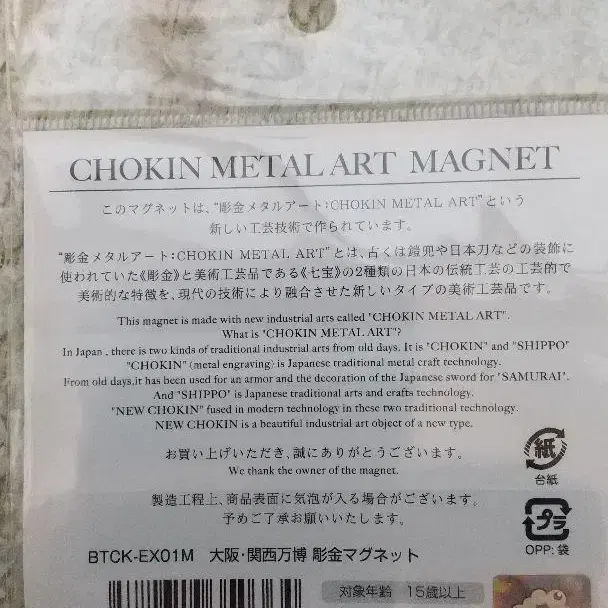 CHOKIN METAL ART MAGNET
このマグネットは、“彫金メタルアート:CHOKIN METAL ART”という
新しい工芸技術で作られています。
“彫金メタルアート:CHOKIN METAL ART”とは、古くは鎧兜や日本刀などの装飾に
使われていた《彫金》と美術工芸品である《七宝》の2種類の日本の伝統工芸の工芸的で
美術的な特徴を、現代の技術により融合させた新しいタイプの美術工芸品です。
This magnet is made with new industrial arts called "CHOKIN METAL ART".
What is "CHOKIN METAL ART"?
In Japan , there is two kinds of traditional industrial arts from old days. It is "CHOKIN" and "SHIPPO"
"CHOKIN" (metal engraving) is Japanese traditional metal craft technology.
From old days,it has been used for an armor and the decoration of the Japanese sword for "SAMURAI".
And "SHIPPO" is Japanese traditional arts and crafts technology.
"NEW CHOKIN" fused in modern technology in these two traditional technology.
NEW CHOKIN is a beautiful industrial art object of a new type.
お買い上げいただき、誠にありがとうございます。
We thank the owner of the magnet.
製造工程上、商品表面に気泡が入る場合がございます。
予めご了承お願いいたします。
紙
台紙
プラ
OPP: 袋
BTCK-EX01M 大阪・関西万博 彫金マグネット
対象年齢 15歳以上